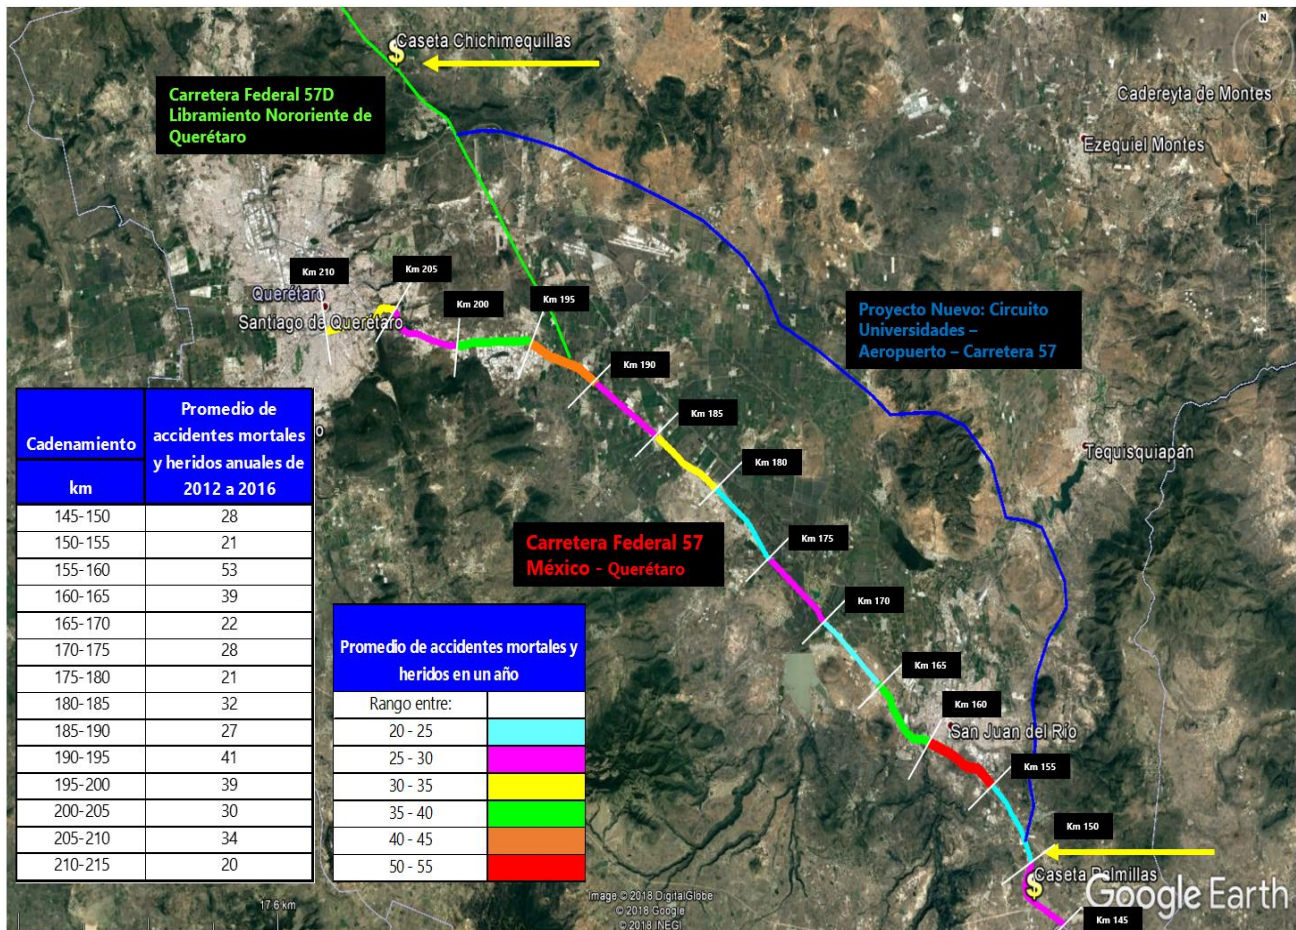 Caseta Chichimequillas
Carretera Federal 57D
Libramiento Nororiente de
Querétaro
Cadereyta de Montes
Ezequiel Montes
Km 210
Km 205
Querétaro
Santiago de Querétaro
Km 200
Km 195
Proyecto Nuevo: Circuito
Universidades –
Aeropuerto – Carretera 57
Km 190
Km 185
Km 180
Tequisquiapan
Carretera Federal 57
México - Querétaro
Km 175
Km 170
Km 165
Km 160
San Juan del Río
Km 155
Km 150
Caseta Palmillas
Km 145
Cadenamiento
km
Promedio de
accidentes mortales
y heridos anuales de
2012 a 2016
145-150 28
150-155 21
155-160 53
160-165 39
165-170 22
170-175 28
175-180 21
180-185 32
185-190 27
190-195 41
195-200 39
200-205 30
205-210 34
210-215 20
Promedio de accidentes mortales y
heridos en un año
Rango entre:
20 - 25
25 - 30
30 - 35
35 - 40
40 - 45
50 - 55
17.6 km
Image © 2018 DigitalGlobe
© 2018 Google
© 2018 INEGI
Google Earth
N